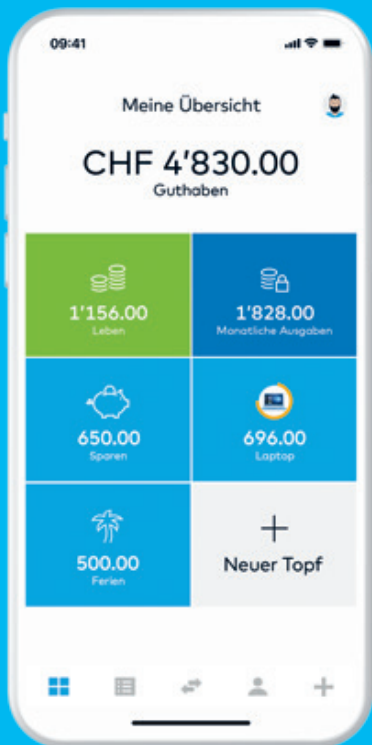 09:41
Meine Übersicht
CHF 4'830.00
Guthaben
1'156.00
Leben
1'828.00
Monatliche Ausgaben
650.00
Sparen
696.00
Laptop
500.00
Ferien
Neuer Topf